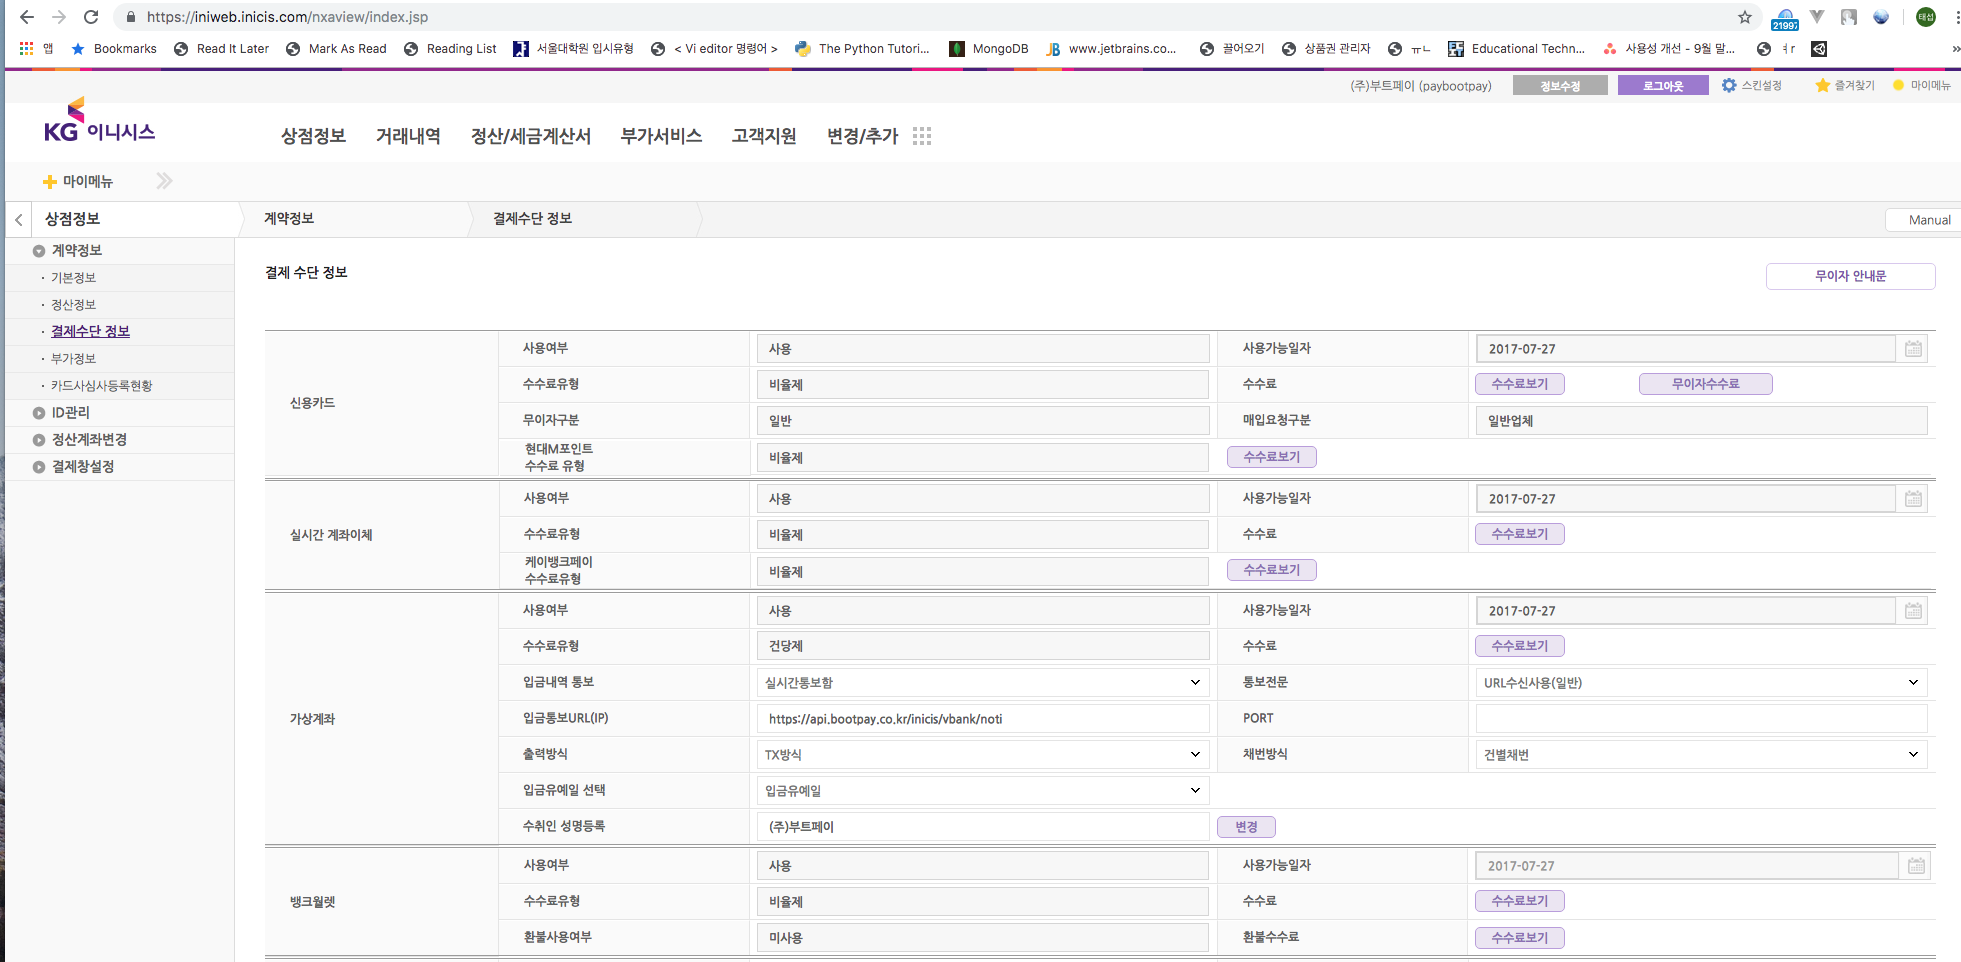 https://iniweb.inicis.com/nxaview/index.jsp
21997
태섭
앱 Bookmarks Read It Later Mark As Read Reading List 서울대학원 입시유형 < Vi editor 명령어 > The Python Tutori... MongoDB JB www.jetbrains.co... 끌어오기 상품권 관리자 ㅠㄴ Educational Techn... 사용성 개선 - 9월 말... ㅕr »
(주)부트페이 (paybootpay) 정보수정 로그아웃 스킨설정 즐겨찾기 마이메뉴
KG 이니시스
상점정보 거래내역 정산/세금계산서 부가서비스 고객지원 변경/추가
마이메뉴
상점정보 계약정보 결제수단 정보 Manual
계약정보
· 기본정보
· 정산정보
· 결제수단 정보
· 부가정보
· 카드사심사등록현황
ID관리
정산계좌변경
결제창설정
결제 수단 정보
무이자 안내문
신용카드
사용여부 사용 사용가능일자 2017-07-27
수수료유형 비율제 수수료 수수료보기 무이자수수료
무이자구분 일반 매입요청구분 일반업체
현대M포인트
수수료 유형 비율제 수수료보기
실시간 계좌이체
사용여부 사용 사용가능일자 2017-07-27
수수료유형 비율제 수수료 수수료보기
케이뱅크페이
수수료유형 비율제 수수료보기
가상계좌
사용여부 사용 사용가능일자 2017-07-27
수수료유형 건당제 수수료 수수료보기
입금내역 통보 실시간통보함 통보전문 URL수신사용(일반)
입금통보URL(IP) https://api.bootpay.co.kr/inicis/vbank/noti PORT
출력방식 TX방식 채번방식 건별채번
입금유예일 선택 입금유예일
수취인 성명등록 (주)부트페이 변경
뱅크월렛
사용여부 사용 사용가능일자 2017-07-27
수수료유형 비율제 수수료 수수료보기
환불사용여부 미사용 환불수수료 수수료보기